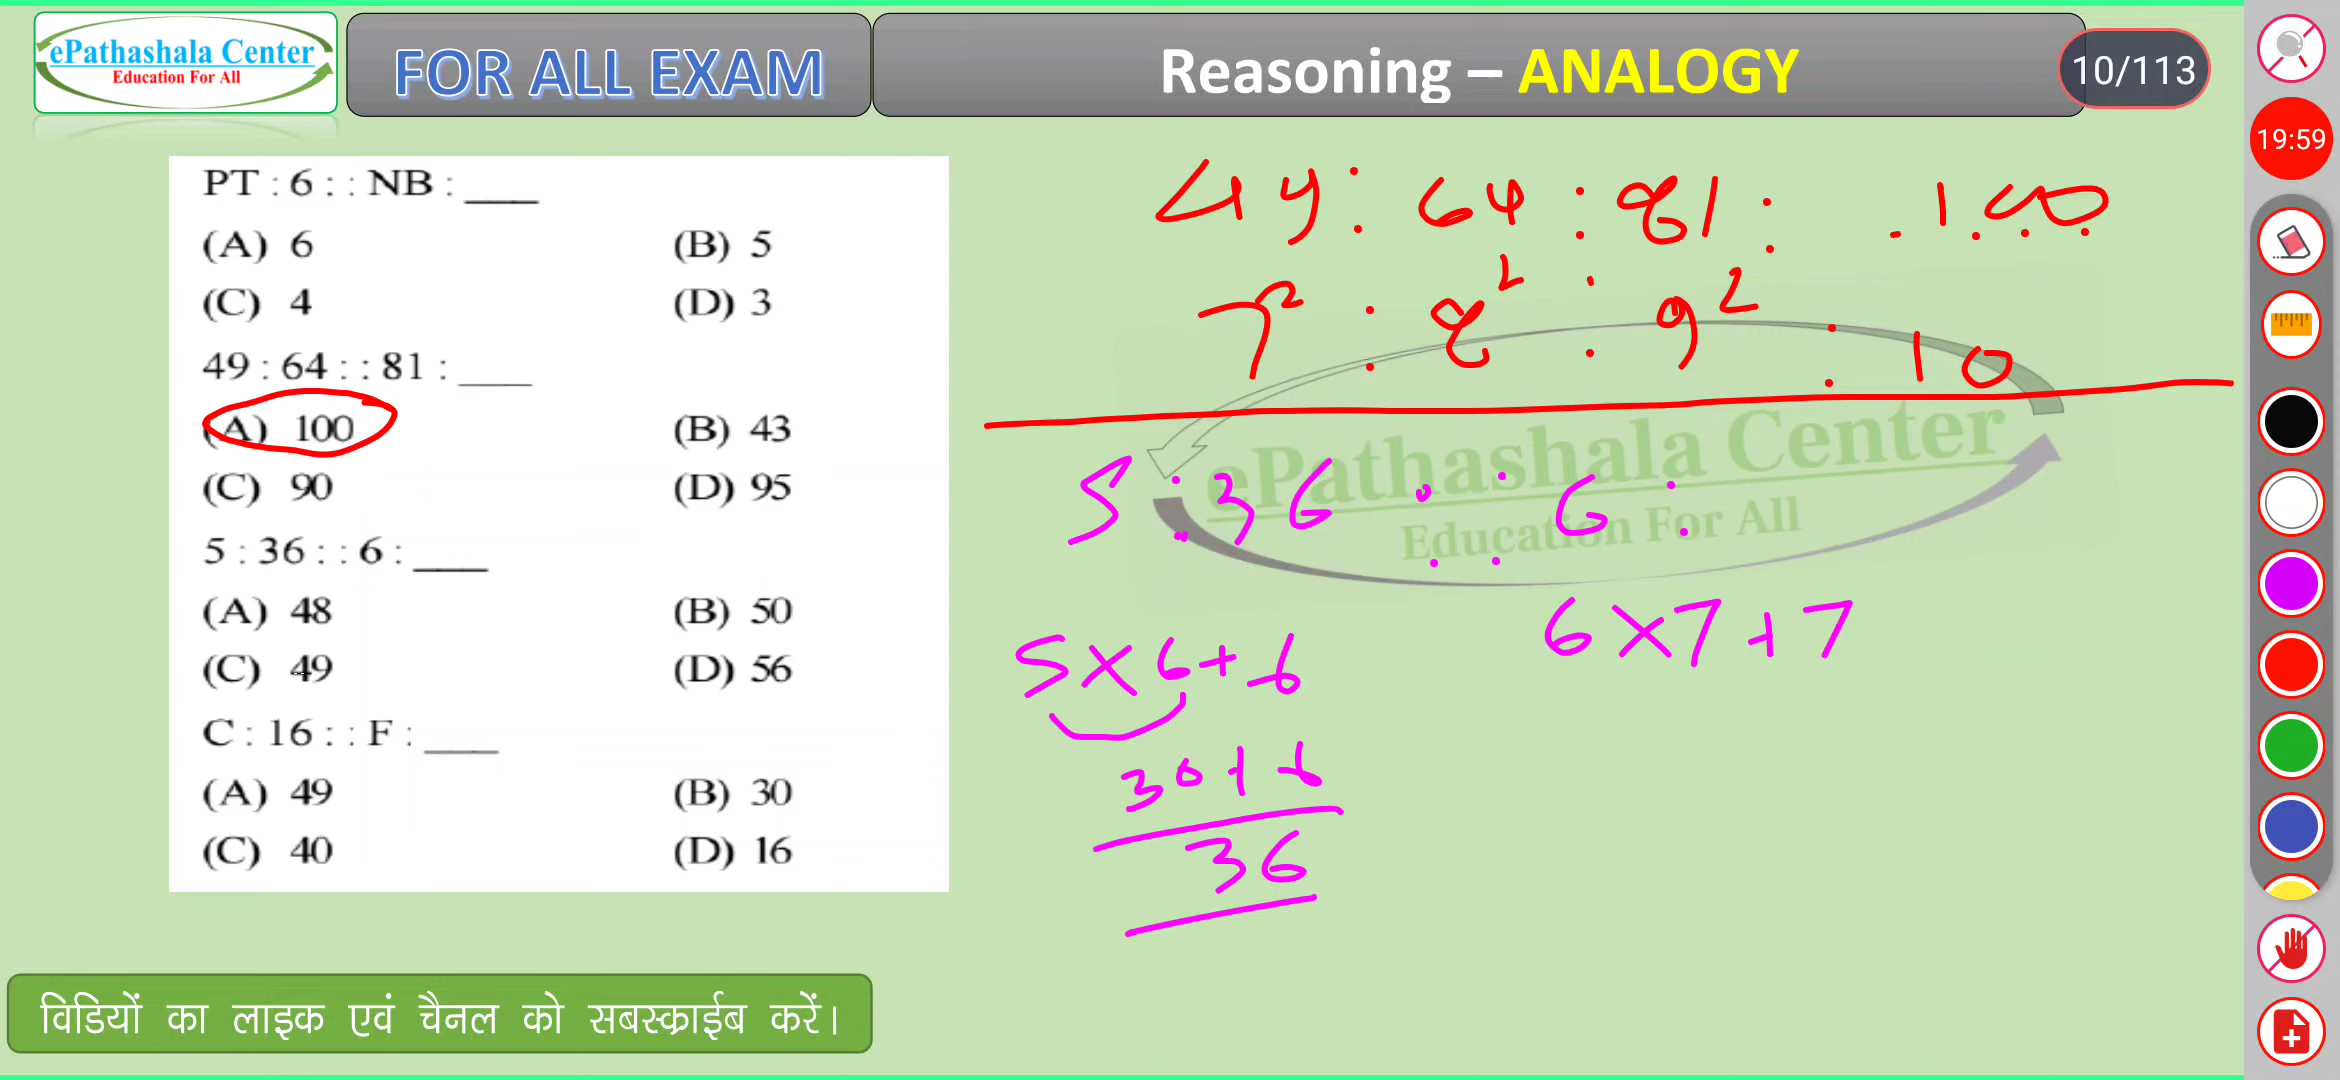 ePathashala Center
Education For All
FOR ALL EXAM
Reasoning – ANALOGY
10/113
19:59
PT : 6 : : NB : ___
(A) 6 (B) 5
(C) 4 (D) 3
49 : 64 : : 81 : ___
(A) 100 (B) 43
(C) 90 (D) 95
5 : 36 : : 6 : ___
(A) 48 (B) 50
(C) 49 (D) 56
C : 16 : : F : ___
(A) 49 (B) 30
(C) 40 (D) 16
49 : 64 : 81 : 100
7² : 8² : 9² : 10
ePathashala Center
Education For All
5 : 36 : : 6 :
5 × 6 + 6
6 × 7 + 7
30 + 6
36
विडियों का लाइक एवं चैनल को सबस्क्राईब करें।